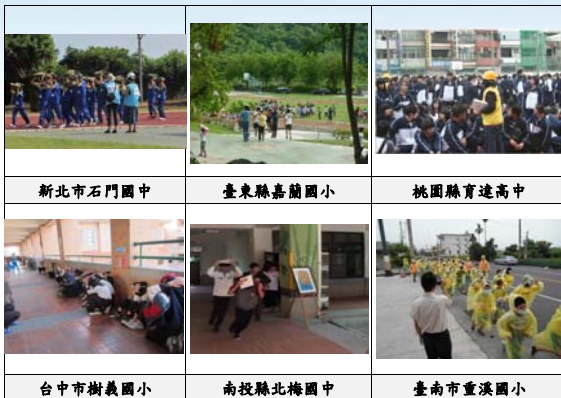 新北市石門國中
臺東縣嘉蘭國小
桃園縣育達高中
台中市樹義國小
南投縣北梅國中
臺南市重溪國小